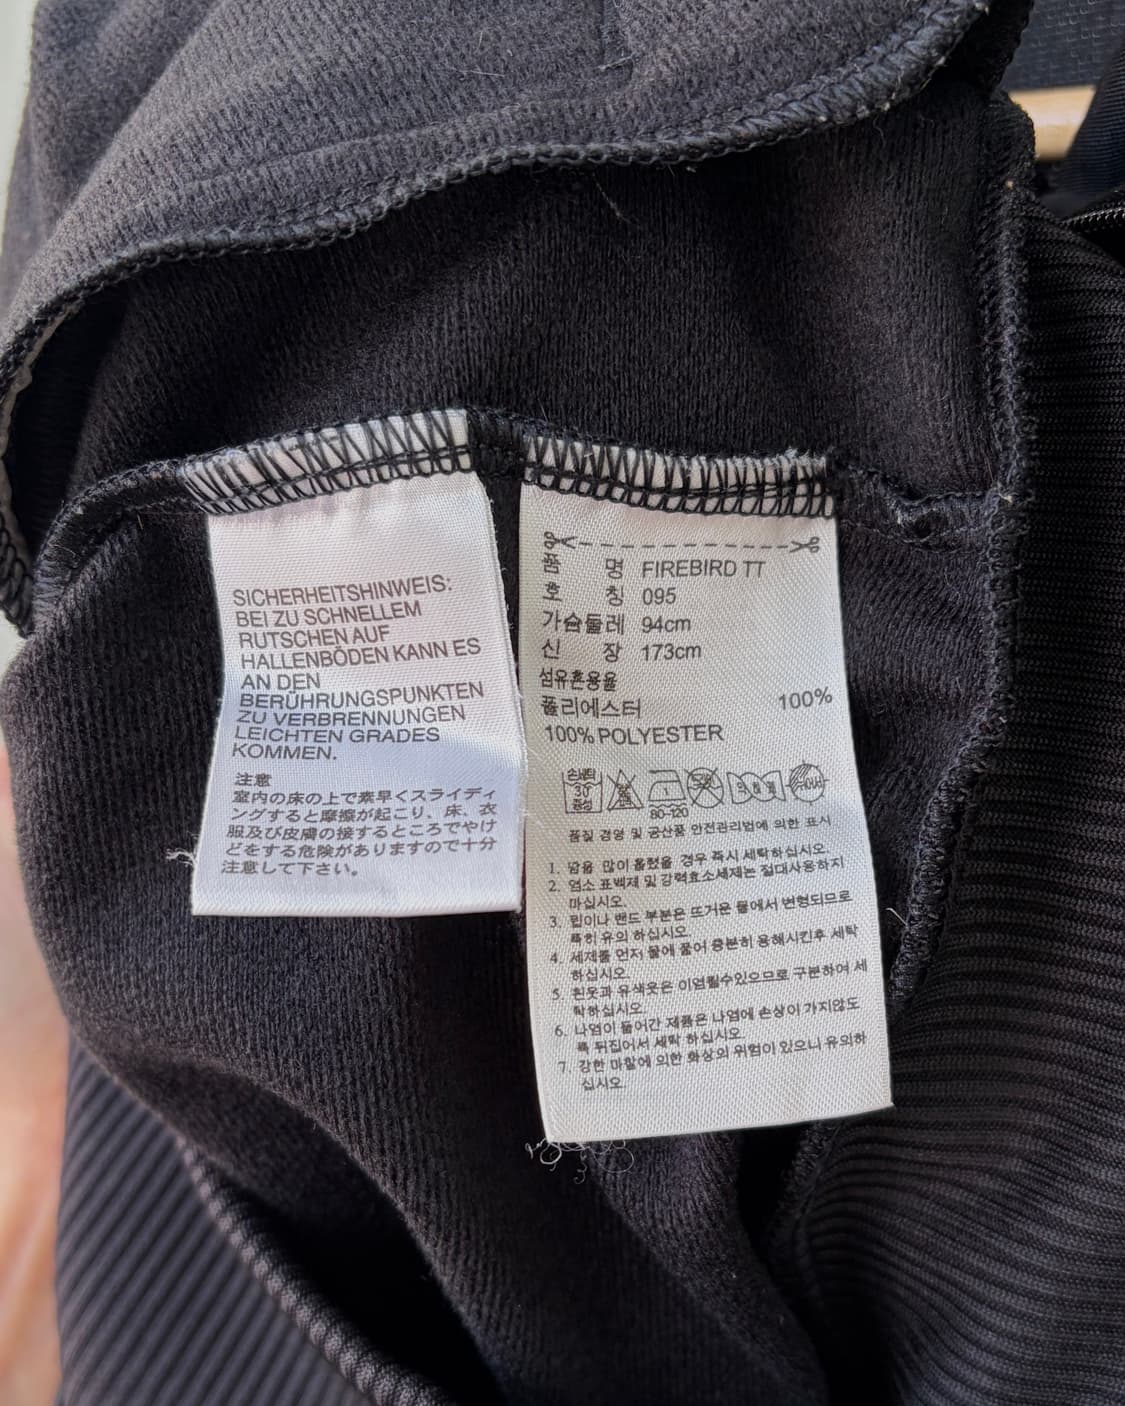 SICHERHEITSHINWEIS:
BEI ZU SCHNELLEM
RUTSCHEN AUF
HALLENBÖDEN KANN ES
AN DEN
BERÜHRUNGSPUNKTEN
ZU VERBRENNUNGEN
LEICHTEN GRADES
KOMMEN.
注意
室内の床の上で素早くスライディ
ングすると摩擦が起こり、床、衣
服及び皮膚の接するところでやけ
どをする危険がありますので十分
注意して下さい。
품 명 FIREBIRD TT
호 칭 095
가슴둘레 94cm
신 장 173cm
섬유혼용율
폴리에스터 100%
100% POLYESTER
손세탁
30
중성
1
80-120
품질 경영 및 공산품 안전관리법에 의한 표시
1. 땀을 많이 흘렸을 경우 즉시 세탁하십시오.
2. 염소 표백제 및 강력효소세제는 절대사용하지
마십시오.
3. 립이나 밴드 부분은 뜨거운 물에서 변형되므로
특히 유의 하십시오.
4. 세제를 먼저 물에 풀어 충분히 용해시킨후 세탁
하십시오.
5. 흰옷과 유색옷은 이염될수있으므로 구분하여 세
탁하십시오.
6. 나염이 들어간 제품은 나염에 손상이 가지않도
록 뒤집어서 세탁 하십시오.
7. 강한 마찰에 의한 화상의 위험이 있으니 유의하
십시오.